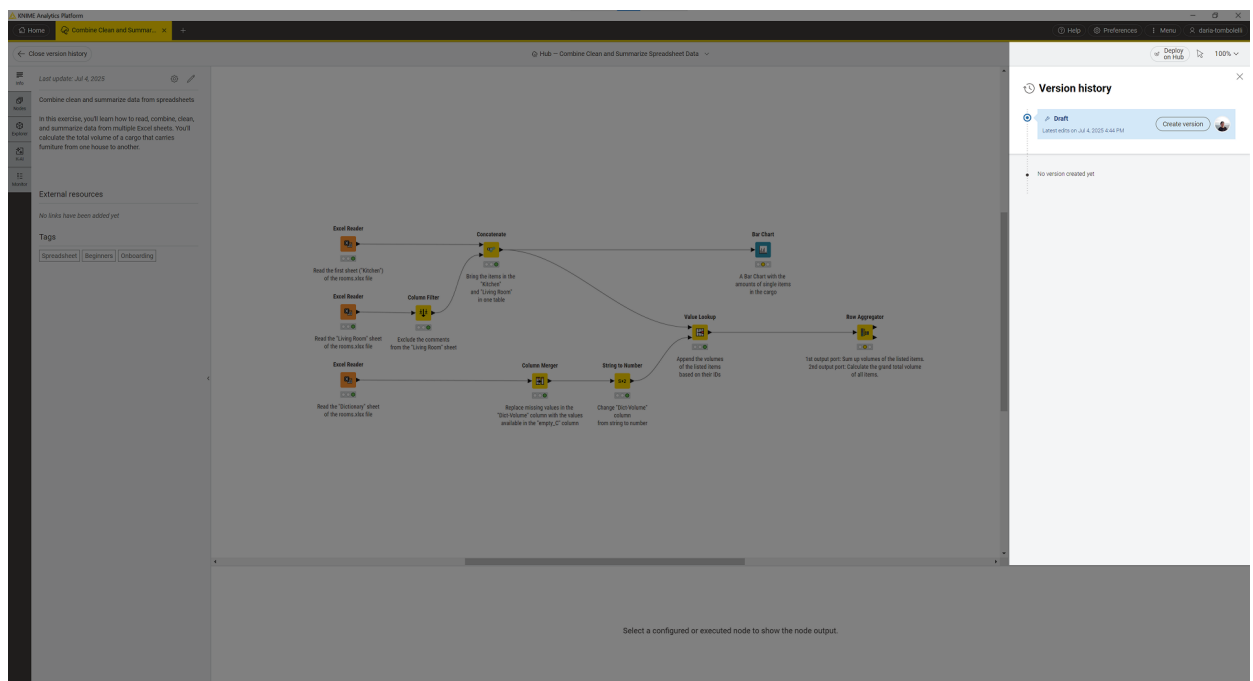 KNIME Analytics Platform
Home
Combine Clean and Summar...
Help
Preferences
Menu
daria-tombolelli
Close version history
Hub — Combine Clean and Summarize Spreadsheet Data
Deploy
on Hub
100%
Info
Nodes
Explorer
K-AI
Monitor
Last update: Jul 4, 2025
Combine clean and summarize data from spreadsheets
In this exercise, you'll learn how to read, combine, clean,
and summarize data from multiple Excel sheets. You'll
calculate the total volume of a cargo that carries
furniture from one house to another.
External resources
No links have been added yet
Tags
Spreadsheet
Beginners
Onboarding
Excel Reader
Read the first sheet ("Kitchen")
of the rooms.xlsx file
Concatenate
Bring the items in the
"Kitchen"
and "Living Room"
in one table
Bar Chart
A Bar Chart with the
amounts of single items
in the cargo
Excel Reader
Read the "Living Room" sheet
of the rooms.xlsx file
Column Filter
Exclude the comments
from the "Living Room" sheet
Value Lookup
Append the volumes
of the listed items
based on their IDs
Row Aggregator
1st output port: Sum up volumes of the listed items.
2nd output port: Calculate the grand total volume
of all items.
Excel Reader
Read the "Dictionary" sheet
of the rooms.xlsx file
Column Merger
Replace missing values in the
"Dict-Volume" column with the values
available in the "empty_C" column
String to Number
Change "Dict-Volume"
column
from string to number
Version history
Draft
Latest edits on Jul 4, 2025 4:44 PM
Create version
No version created yet
Select a configured or executed node to show the node output.